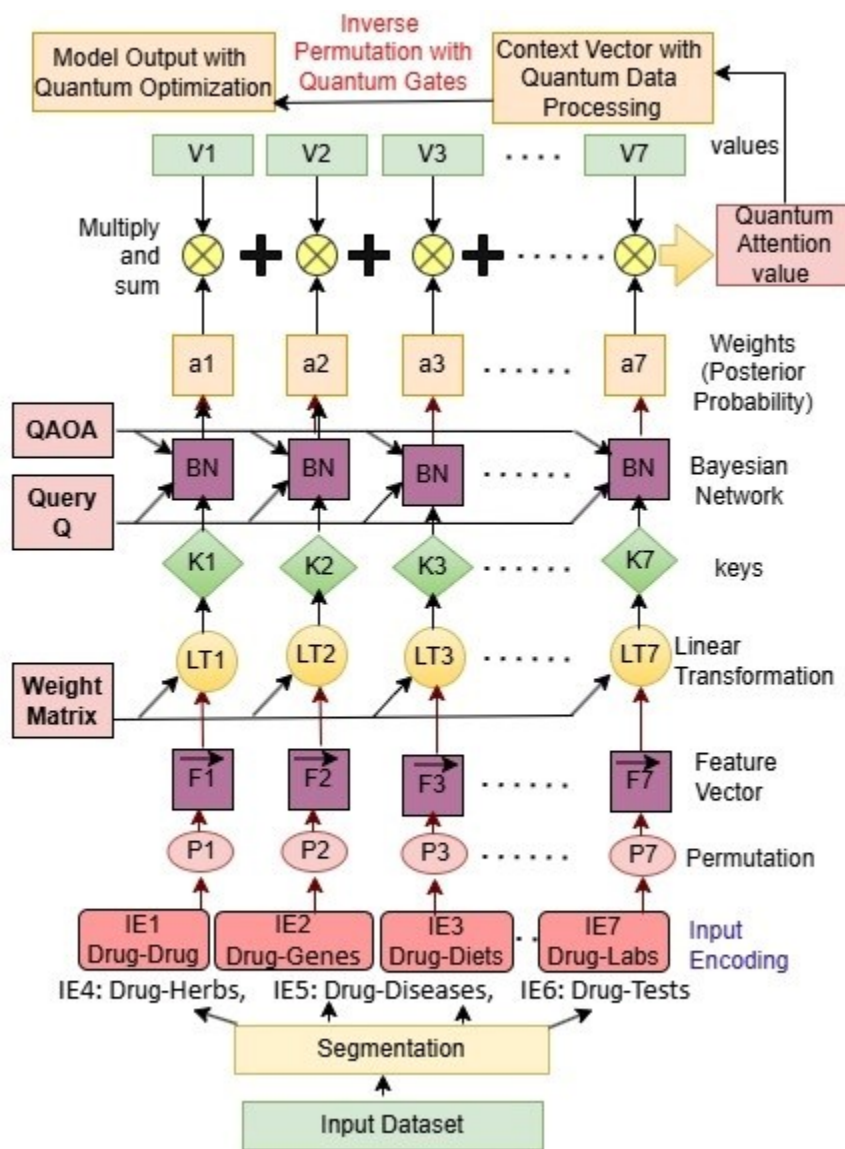 Inverse
Permutation with
Quantum Gates
Model Output with
Quantum Optimization
Context Vector with
Quantum Data
Processing
V1 V2 V3 . . . . V7 values
Multiply
and
sum
+ + + . . . . . .
Quantum
Attention
value
a1 a2 a3 . . . . . . a7
Weights
(Posterior
Probability)
QAOA
BN BN BN . . . . . . BN
Bayesian
Network
Query
Q
K1 K2 K3 . . . . . . K7 keys
LT1 LT2 LT3 . . . . . . LT7
Linear
Transformation
Weight
Matrix
F1 F2 F3 . . . . . . F7
Feature
Vector
P1 P2 P3 . . . . . . P7 Permutation
IE1
Drug-Drug
IE2
Drug-Genes
IE3
Drug-Diets
. .
IE7
Drug-Labs
Input
Encoding
IE4: Drug-Herbs, IE5: Drug-Diseases, IE6: Drug-Tests
Segmentation
Input Dataset